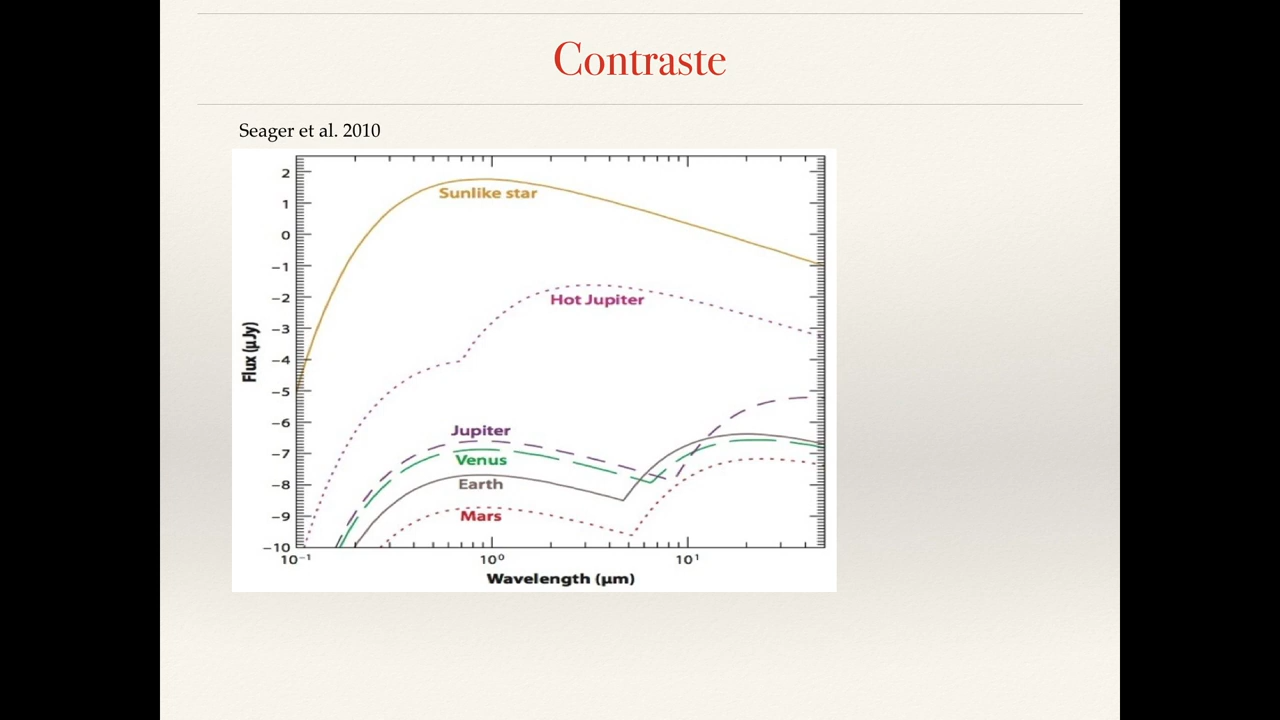 Contraste
Seager et al. 2010
2
Sunlike star
1
0
−1
−2
Hot Jupiter
−3
−4
Flux (μJy)
−5
−6
Jupiter
−7
Venus
−8
Earth
−9
Mars
−10
10⁻¹ 10⁰ 10¹
Wavelength (μm)